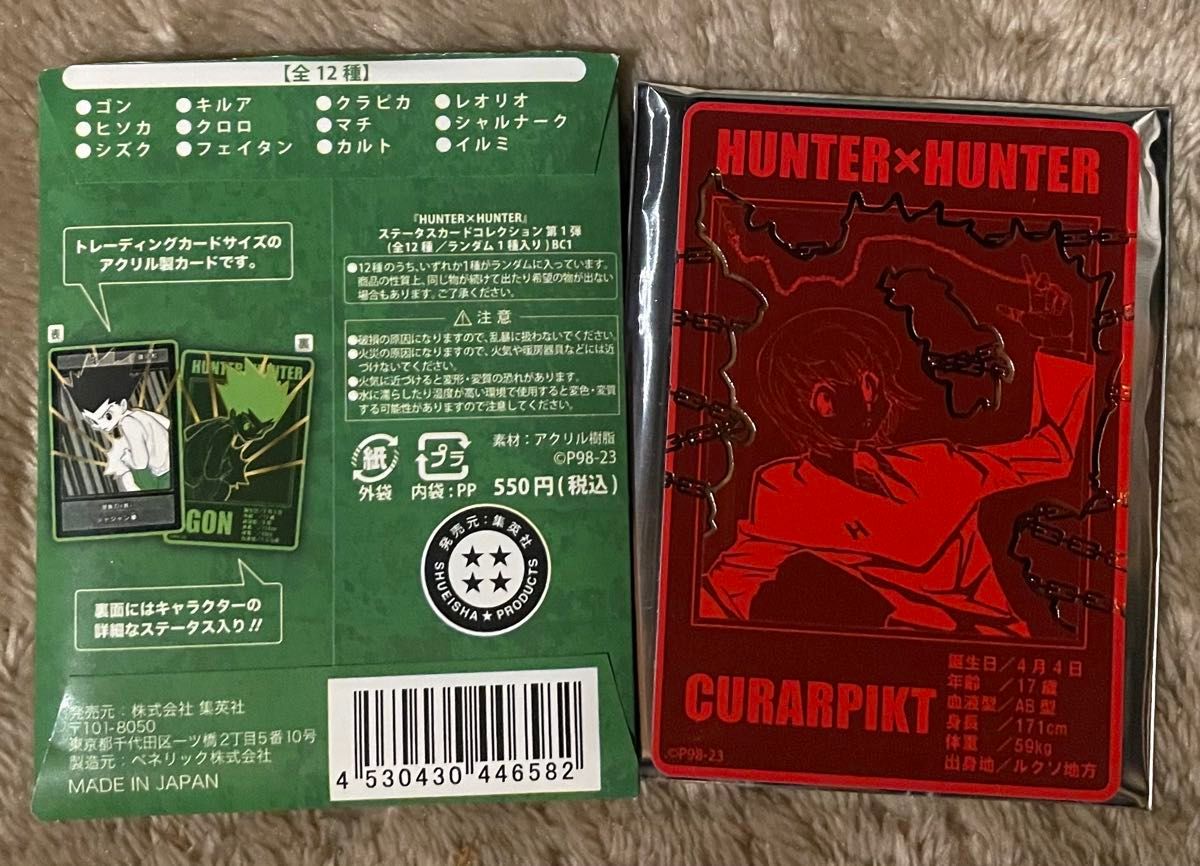 【全12種】
●ゴン ●キルア ●クラピカ ●レオリオ
●ヒソカ ●クロロ ●マチ ●シャルナーク
●シズク ●フェイタン ●カルト ●イルミ
トレーディングカードサイズの
アクリル製カードです。
表
裏
HUNTER×HUNTER
GON
裏面にはキャラクターの
詳細なステータス入り!!
『HUNTER×HUNTER』
ステータスカードコレクション 第1弾
(全12種/ランダム1種入り)BC1
●12種のうち、いずれか1種がランダムに入っています。
商品の性質上、同じ物が続けて出たり希望の物が出ない
場合もあります。ご了承ください。
⚠注意
●破損の原因になりますので、乱暴に扱わないでください。
●火災の原因になりますので、火気や暖房器具などには近
づけないでください。
●火気に近づけると変形・変質の恐れがあります。
●水に濡らしたり湿度が高い環境で使用すると変色・変質
する可能性がありますので注意してください。
紙
外袋
プラ
内袋:PP
素材:アクリル樹脂
©P98-23
550円(税込)
発売元:集英社
SHUEISHA★PRODUCTS
発売元:株式会社 集英社
〒101-8050
東京都千代田区一ツ橋2丁目5番10号
製造元:ベネリック株式会社
MADE IN JAPAN
4 530430 446582
HUNTER×HUNTER
CURARPIKT
誕生日/4月4日
年齢/17歳
血液型/AB型
身長/171cm
体重/59kg
出身地/ルクソ地方
©P98-23